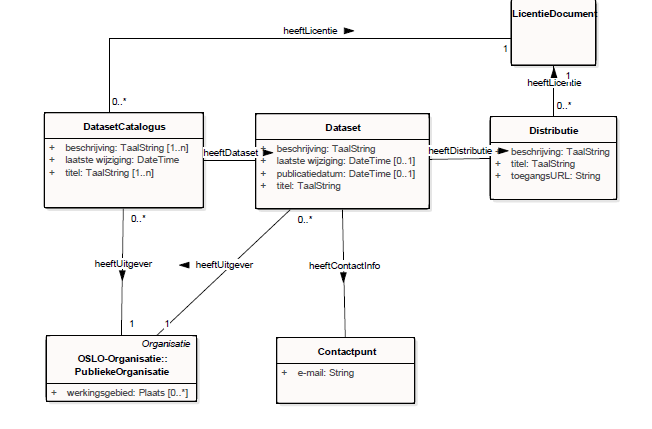 LicentieDocument
heeftLicentie
1
1
heeftLicentie
0..*
0..*
DatasetCatalogus
+ beschrijving: TaalString [1..n]
+ laatste wijziging: DateTime
+ titel: TaalString [1..n]
heeftDataset
Dataset
+ beschrijving: TaalString
+ laatste wijziging: DateTime [0..1]
+ publicatiedatum: DateTime [0..1]
+ titel: TaalString
heeftDistributie
Distributie
+ beschrijving: TaalString
+ titel: TaalString
+ toegangsURL: String
0..*
0..*
heeftUitgever
heeftUitgever
heeftContactInfo
1
1
Organisatie
OSLO-Organisatie::
PubliekeOrganisatie
+ werkingsgebied: Plaats [0..*]
Contactpunt
+ e-mail: String